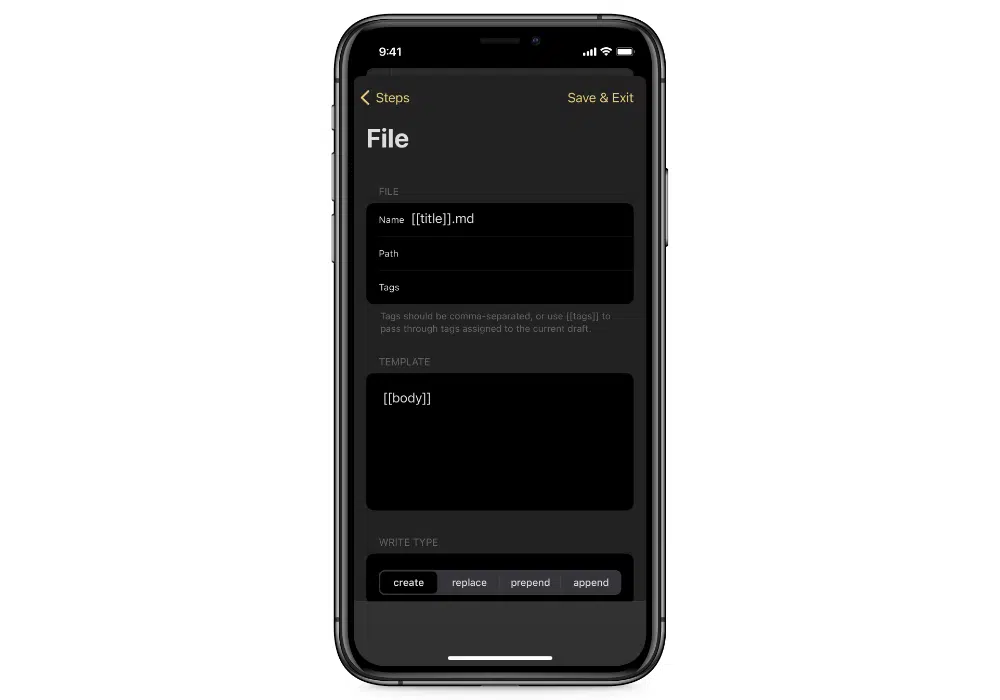 9:41
Steps
Save & Exit
File
FILE
Name [[title]].md
Path
Tags
Tags should be comma-separated, or use [[tags]] to
pass through tags assigned to the current draft.
TEMPLATE
[[body]]
WRITE TYPE
create replace prepend append